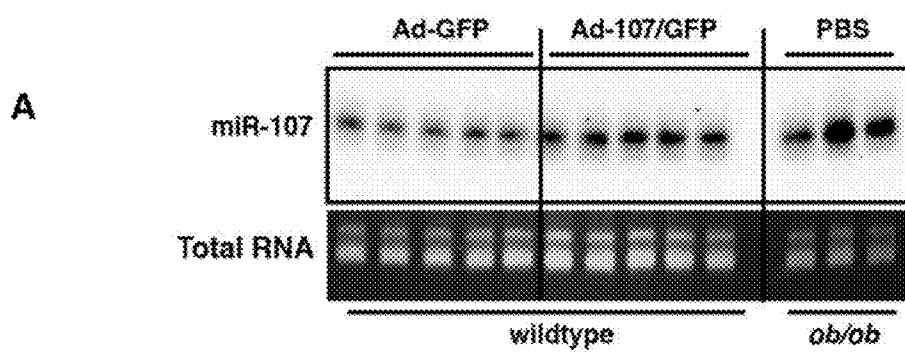 Ad-GFP Ad-107/GFP PBS
A
miR-107
Total RNA
wildtype ob/ob